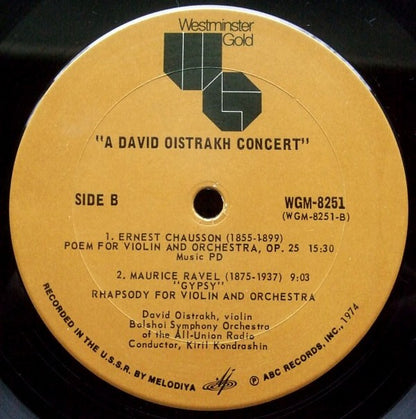 Westminster
Gold
"A DAVID OISTRAKH CONCERT"
SIDE B
WGM-8251
(WGM-8251-B)
1. ERNEST CHAUSSON (1855-1899)
POEM FOR VIOLIN AND ORCHESTRA, OP. 25 15:30
Music PD
2. MAURICE RAVEL (1875-1937) 9:03
"GYPSY"
RHAPSODY FOR VIOLIN AND ORCHESTRA
David Oistrakh, violin
Bolshoi Symphony Orchestra
of the All-Union Radio
Conductor, Kiril Kondrashin
RECORDED IN THE U.S.S.R. BY MELODIYA
℗ ABC RECORDS, INC., 1974